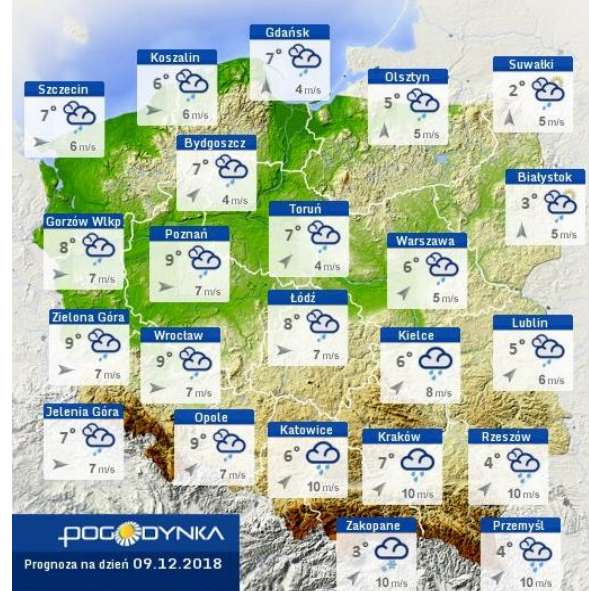 Gdańsk
7°
4 m/s
Koszalin
6°
6 m/s
Suwałki
2°
5 m/s
Olsztyn
5°
5 m/s
Szczecin
7°
6 m/s
Bydgoszcz
7°
4 m/s
Białystok
3°
5 m/s
Toruń
7°
4 m/s
Gorzów Wlkp.
8°
7 m/s
Poznań
9°
7 m/s
Warszawa
6°
5 m/s
Łódź
8°
7 m/s
Zielona Góra
9°
7 m/s
Wrocław
9°
7 m/s
Kielce
6°
8 m/s
Lublin
5°
6 m/s
Jelenia Góra
7°
7 m/s
Opole
9°
7 m/s
Katowice
6°
10 m/s
Kraków
7°
10 m/s
Rzeszów
4°
10 m/s
Zakopane
3°
10 m/s
Przemyśl
4°
10 m/s
POGODYNKA
Prognoza na dzień 09.12.2018